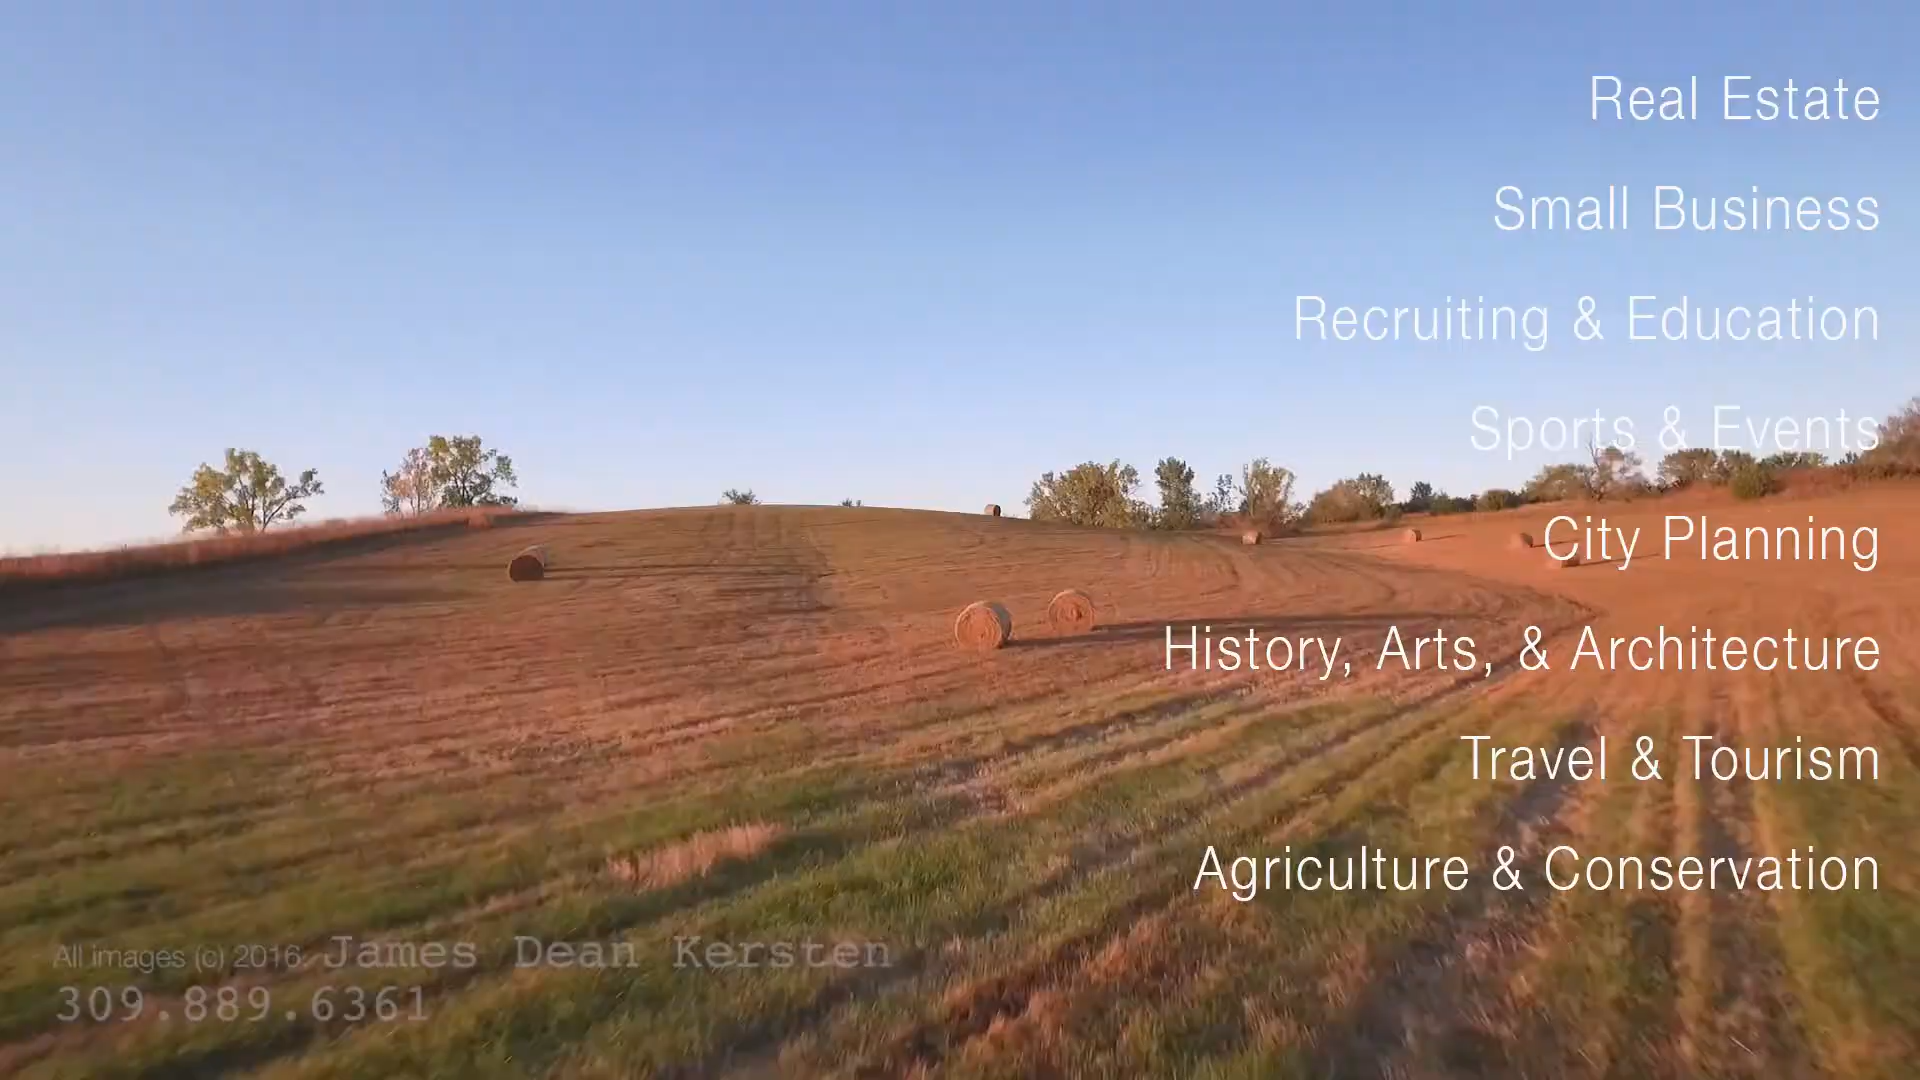 Real Estate
Small Business
Recruiting & Education
Sports & Events
City Planning
History, Arts, & Architecture
Travel & Tourism
Agriculture & Conservation
All images (c) 2016 James Dean Kersten
309.889.6361